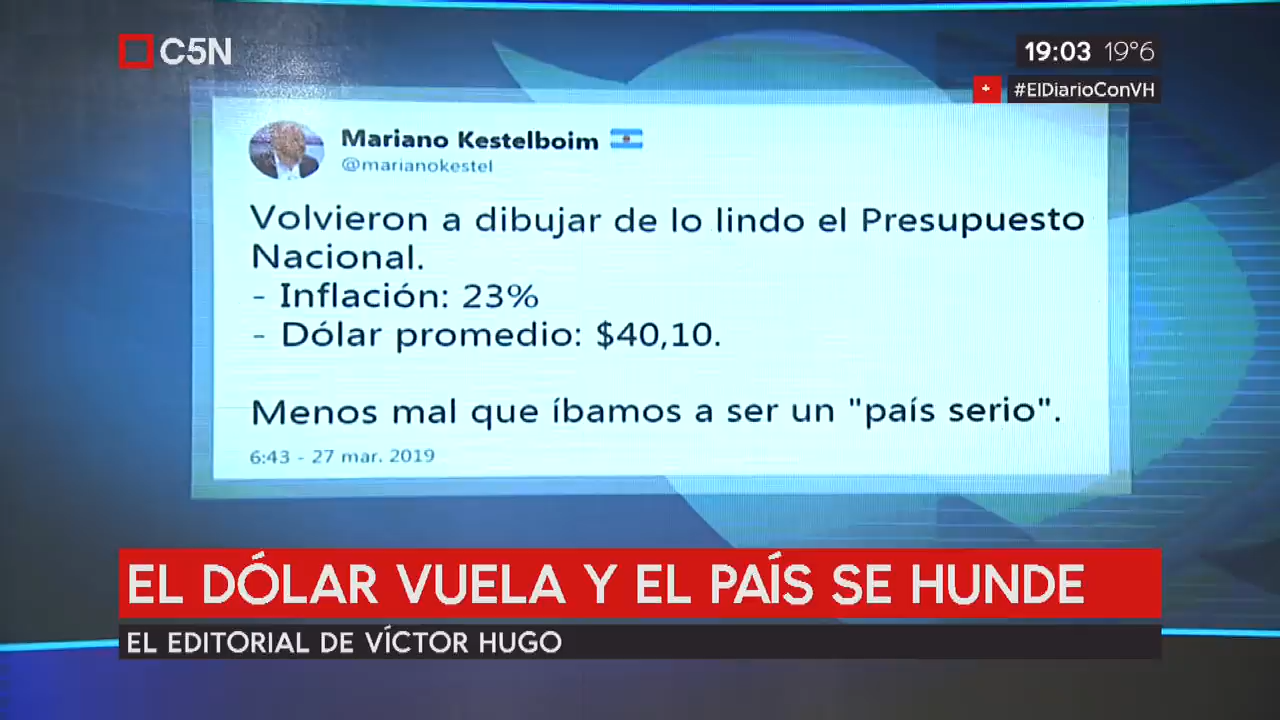 C5N
19:03 19°6
+ #ElDiarioConVH
Mariano Kestelboim
@marianokestel
Volvieron a dibujar de lo lindo el Presupuesto
Nacional.
- Inflación: 23%
- Dólar promedio: $40,10.
Menos mal que íbamos a ser un "país serio".
6:43 - 27 mar. 2019
EL DÓLAR VUELA Y EL PAÍS SE HUNDE
EL EDITORIAL DE VÍCTOR HUGO